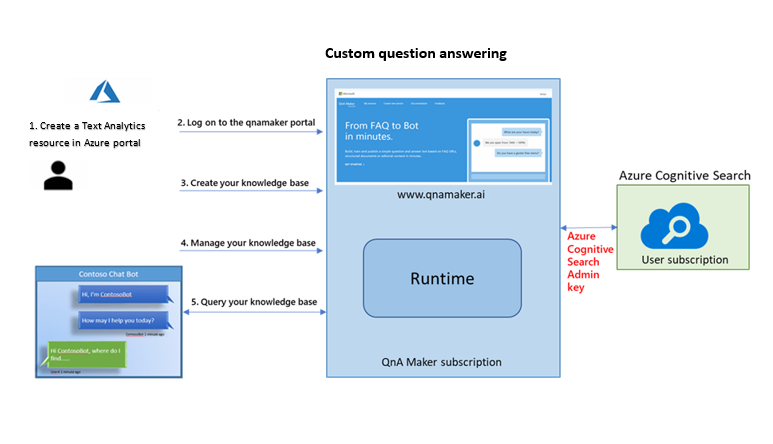 Custom question answering
1. Create a Text Analytics
resource in Azure portal
2. Log on to the qnamaker portal
3. Create your knowledge base
4. Manage your knowledge base
5. Query your knowledge base
Microsoft
QnA Maker
From FAQ to Bot
in minutes.
www.qnamaker.ai
Runtime
QnA Maker subscription
Azure
Cognitive
Search
Admin
key
Azure Cognitive Search
User subscription
Contoso Chat Bot
Hi, I'm ContosoBot
How may I help you today?
Hi ContosoBot, where do I
find.....